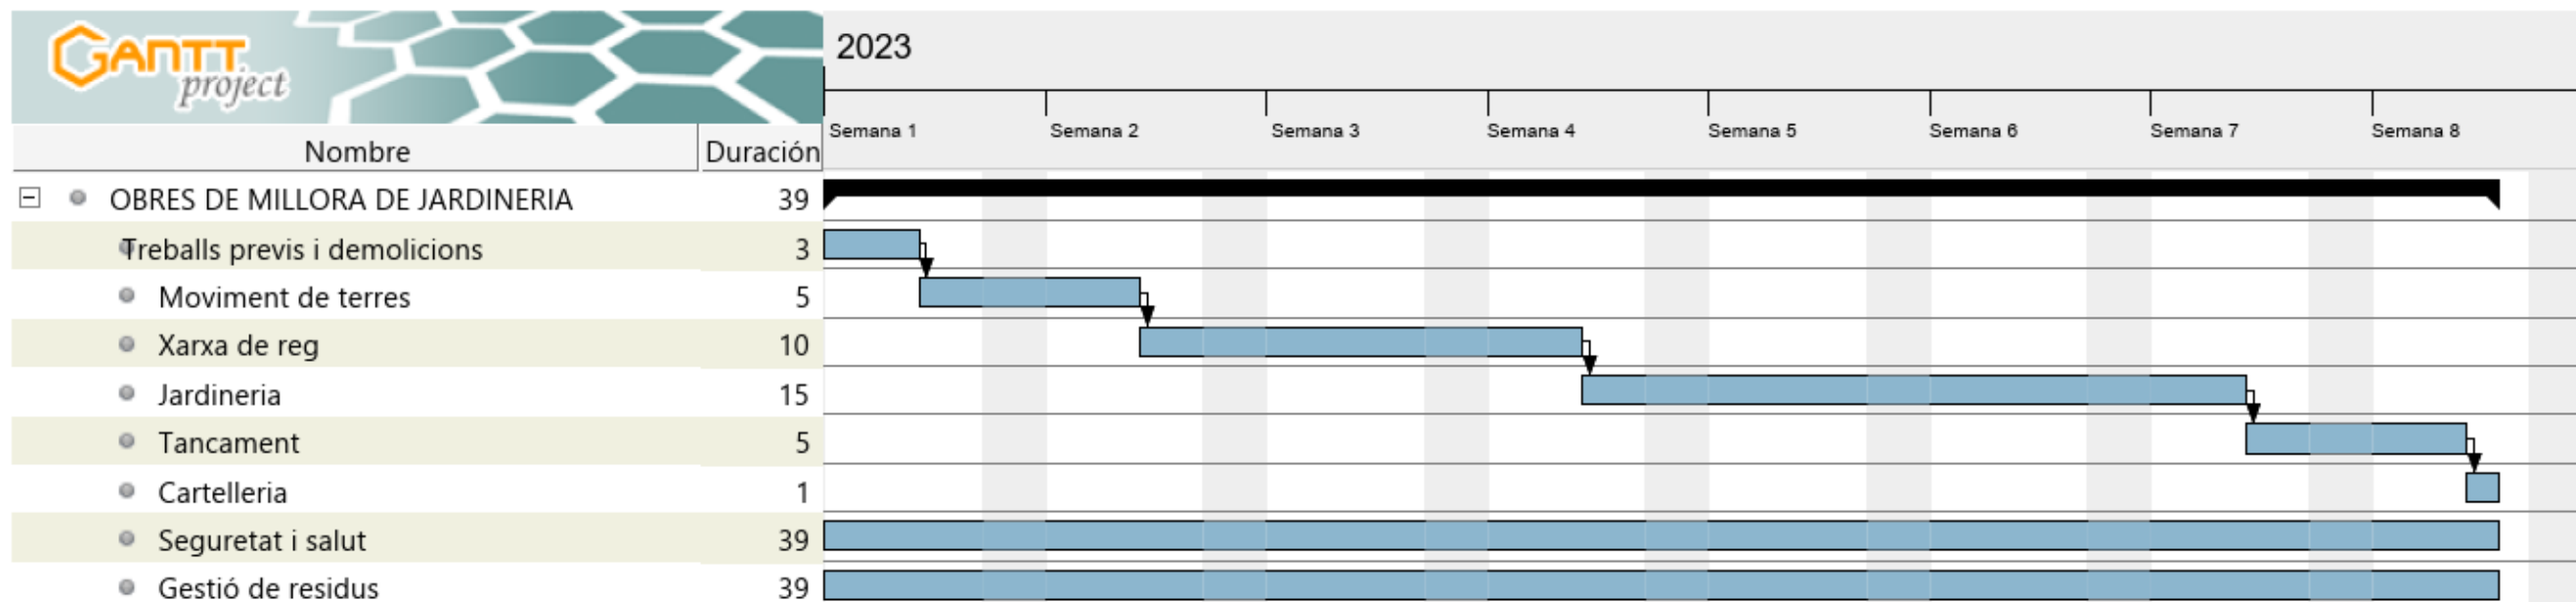 GANTT
project
2023
Semana 1 Semana 2 Semana 3 Semana 4 Semana 5 Semana 6 Semana 7 Semana 8
Nombre Duración
OBRES DE MILLORA DE JARDINERIA 39
Treballs previs i demolicions 3
Moviment de terres 5
Xarxa de reg 10
Jardineria 15
Tancament 5
Cartelleria 1
Seguretat i salut 39
Gestió de residus 39